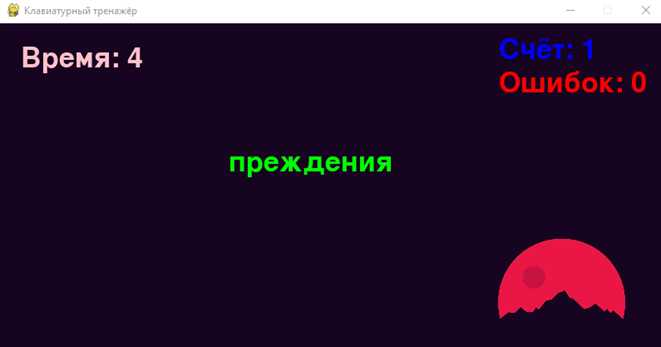 Клавиатурный тренажёр
Время: 4
Счёт: 1
Ошибок: 0
преждения